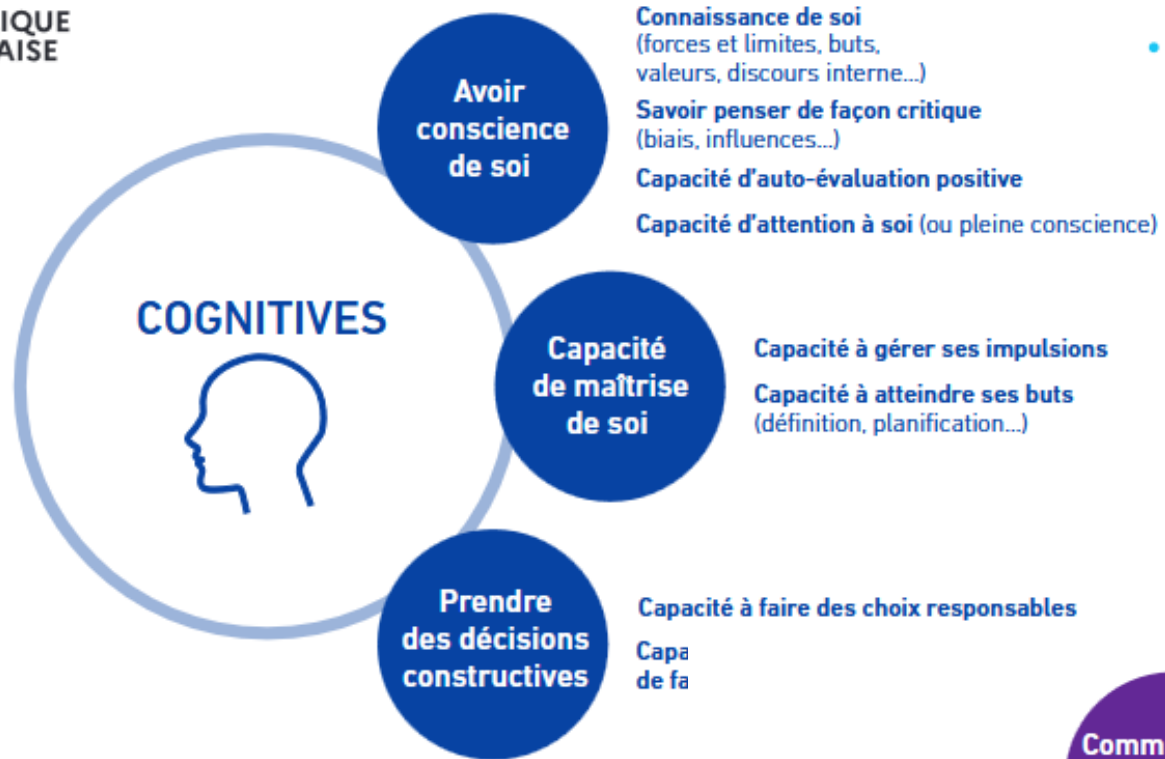 IQUE
AISE
Connaissance de soi
(forces et limites, buts,
valeurs, discours interne...)
Savoir penser de façon critique
(biais, influences...)
Capacité d'auto-évaluation positive
Capacité d'attention à soi (ou pleine conscience)
Avoir
conscience
de soi
COGNITIVES
Capacité
de maîtrise
de soi
Capacité à gérer ses impulsions
Capacité à atteindre ses buts
(définition, planification...)
Prendre
des décisions
constructives
Capacité à faire des choix responsables
Capa
de fa
Comm